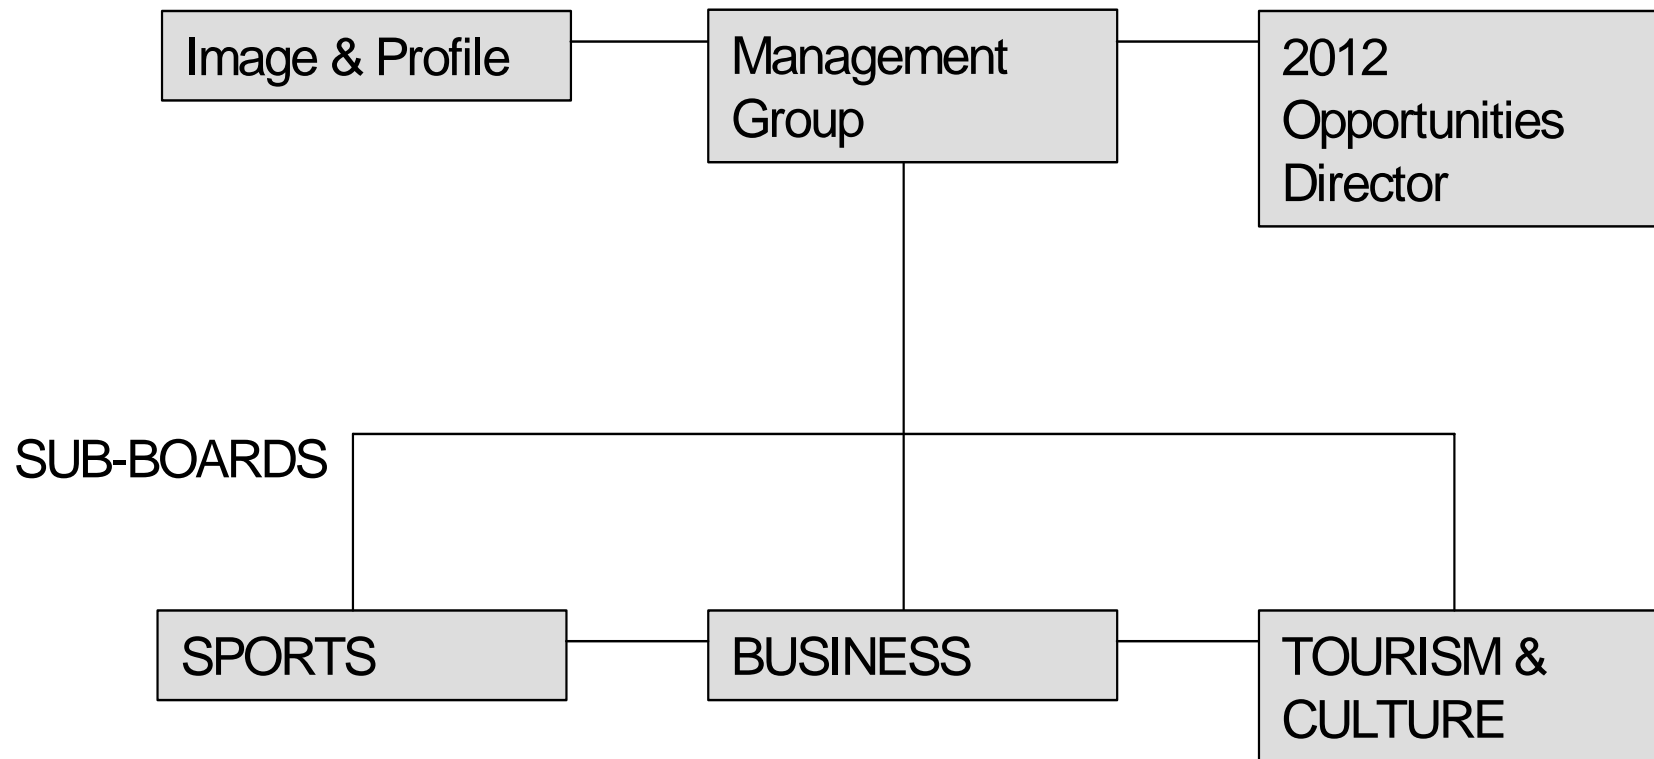 Image & Profile
Management
Group
2012
Opportunities
Director
SUB-BOARDS
SPORTS
BUSINESS
TOURISM &
CULTURE